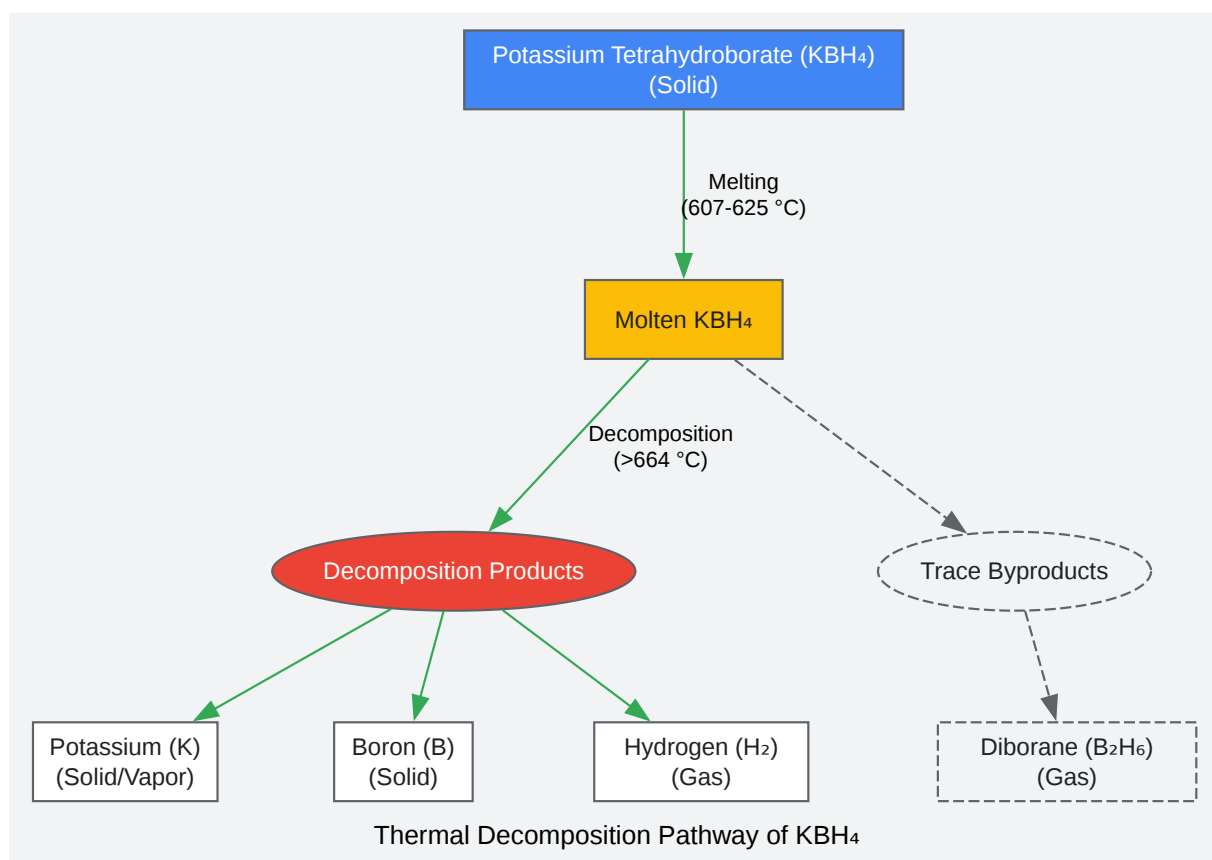 Potassium Tetrahydroborate (KBH₄)
(Solid)
Melting
(607-625 °C)
Molten KBH₄
Decomposition
(>664 °C)
Decomposition Products
Trace Byproducts
Potassium (K)
(Solid/Vapor)
Boron (B)
(Solid)
Hydrogen (H₂)
(Gas)
Diborane (B₂H₆)
(Gas)
Thermal Decomposition Pathway of KBH₄